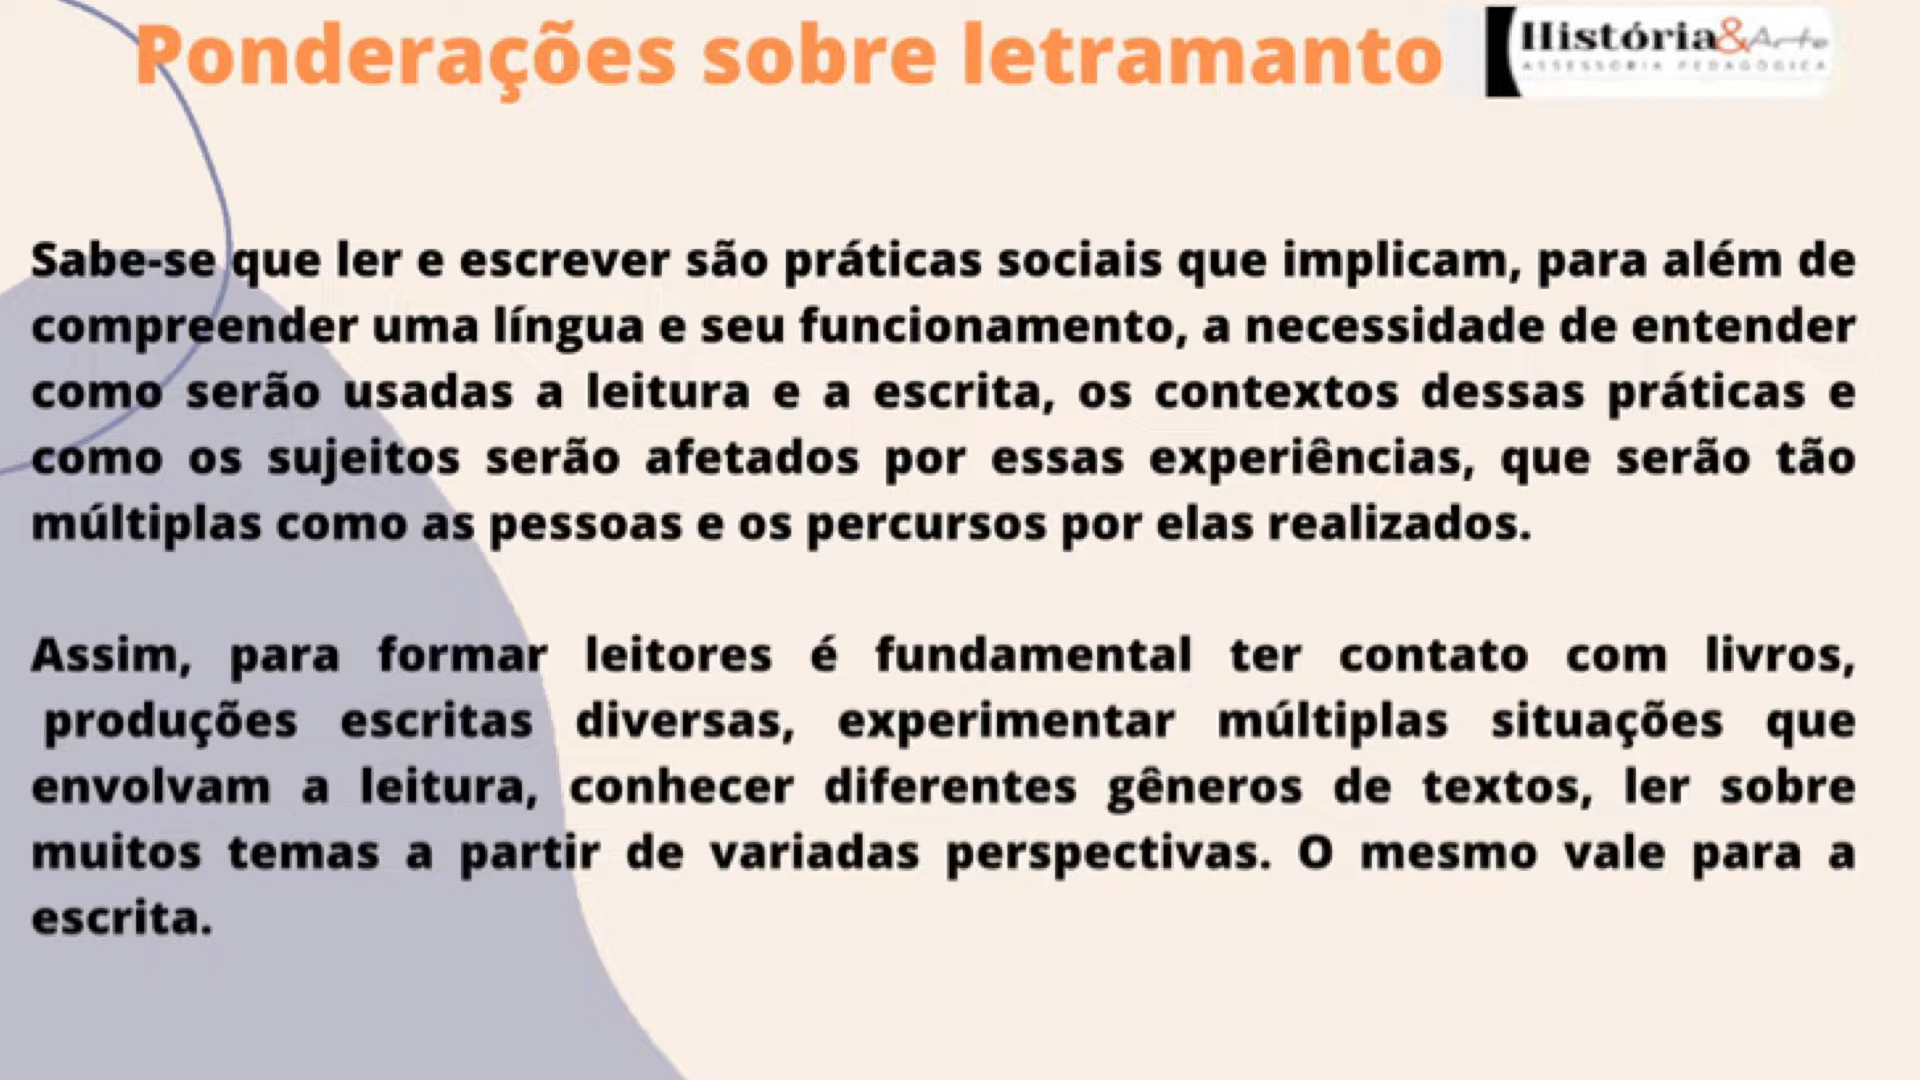 Ponderações sobre letramanto
História&Arte
ASSESSORIA PEDAGÓGICA
Sabe-se que ler e escrever são práticas sociais que implicam, para além de
compreender uma língua e seu funcionamento, a necessidade de entender
como serão usadas a leitura e a escrita, os contextos dessas práticas e
como os sujeitos serão afetados por essas experiências, que serão tão
múltiplas como as pessoas e os percursos por elas realizados.
Assim, para formar leitores é fundamental ter contato com livros,
produções escritas diversas, experimentar múltiplas situações que
envolvam a leitura, conhecer diferentes gêneros de textos, ler sobre
muitos temas a partir de variadas perspectivas. O mesmo vale para a
escrita.